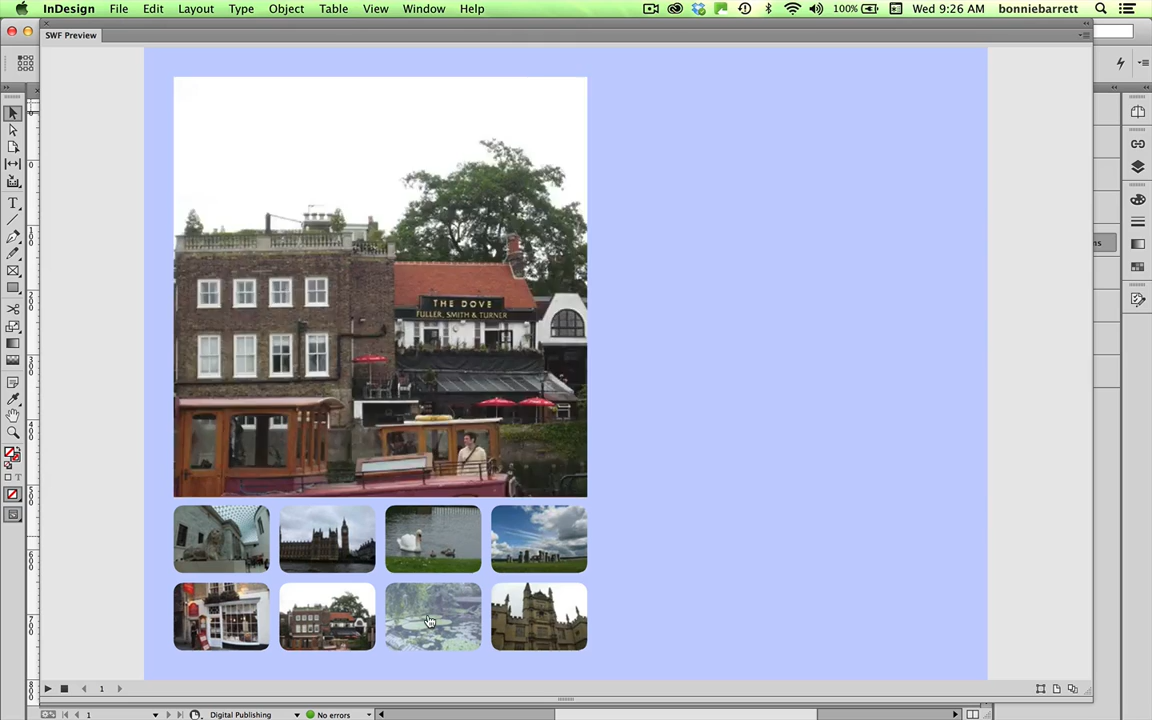 InDesign File Edit Layout Type Object Table View Window Help 100% Wed 9:26 AM bonniebarrett
SWF Preview
THE DOVE
FULLER, SMITH & TURNER
1
1 Digital Publishing No errors